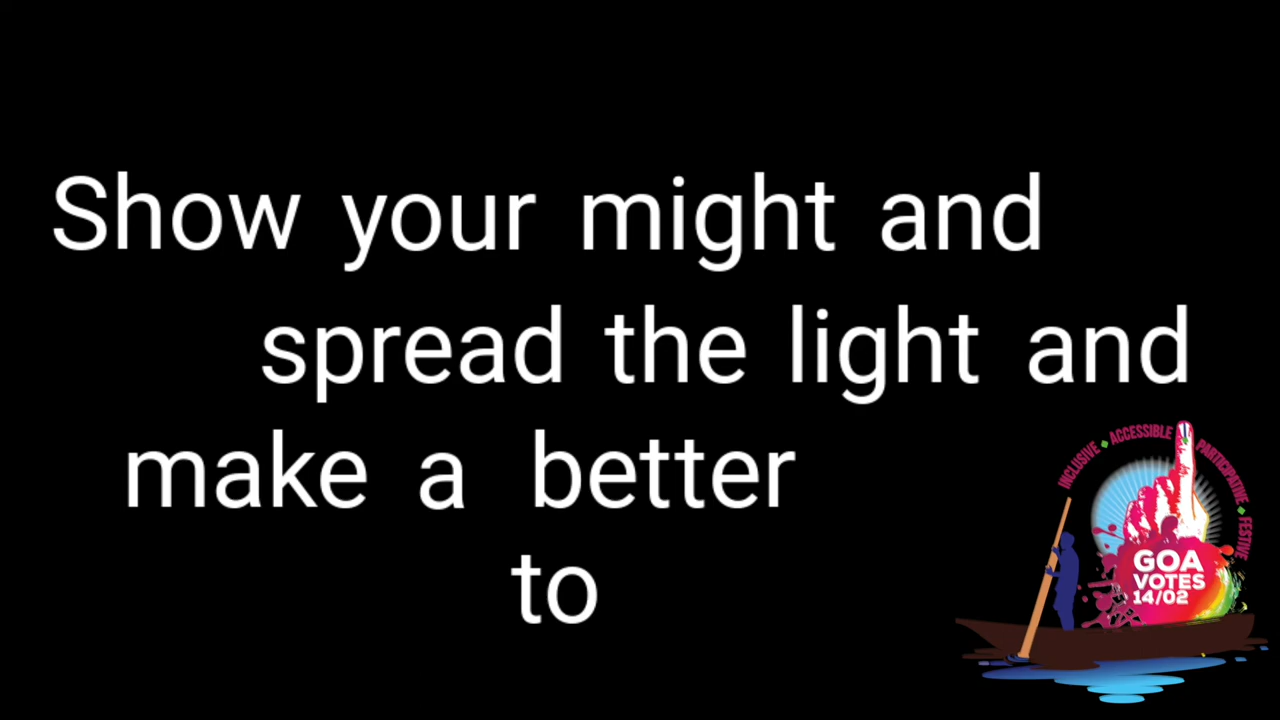 Show your might and
spread the light and
make a better
to
INCLUSIVE ◆ ACCESSIBLE ◆ PARTICIPATIVE ◆ FESTIVE
GOA
VOTES
14/02